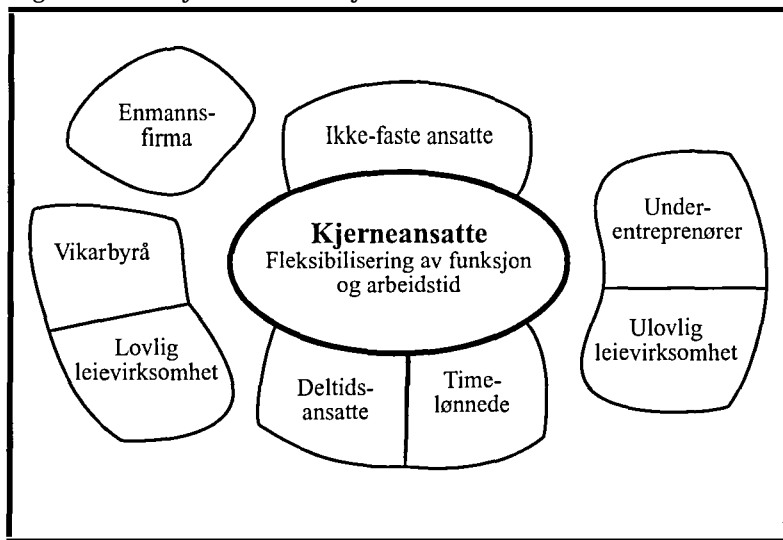 Enmanns-
firma
Ikke-faste ansatte
Under-
entreprenører
Kjerneansatte
Fleksibilisering av funksjon
og arbeidstid
Vikarbyrå
Lovlig
leievirksomhet
Ulovlig
leievirksomhet
Deltids-
ansatte
Time-
lønnede